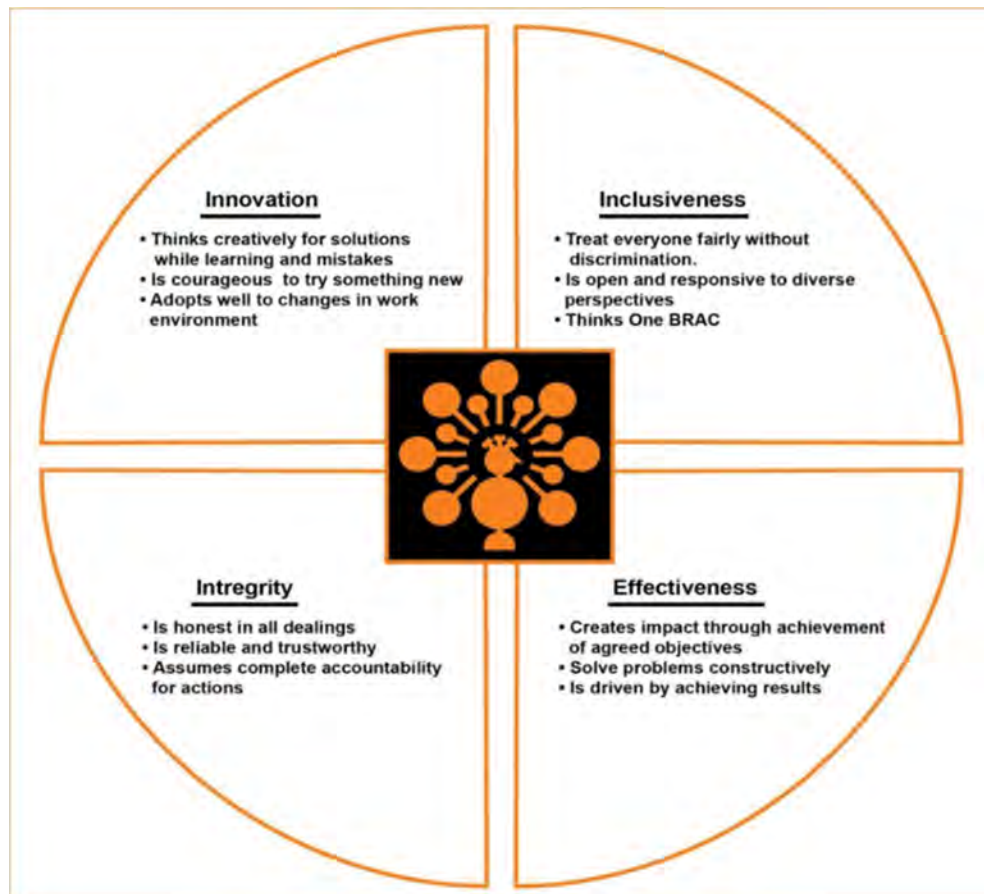 Innovation
• Thinks creatively for solutions
while learning and mistakes
• Is courageous to try something new
• Adopts well to changes in work
environment
Inclusiveness
• Treat everyone fairly without
discrimination.
• Is open and responsive to diverse
perspectives
• Thinks One BRAC
Intregrity
• Is honest in all dealings
• Is reliable and trustworthy
• Assumes complete accountability
for actions
Effectiveness
• Creates impact through achievement
of agreed objectives
• Solve problems constructively
• Is driven by achieving results